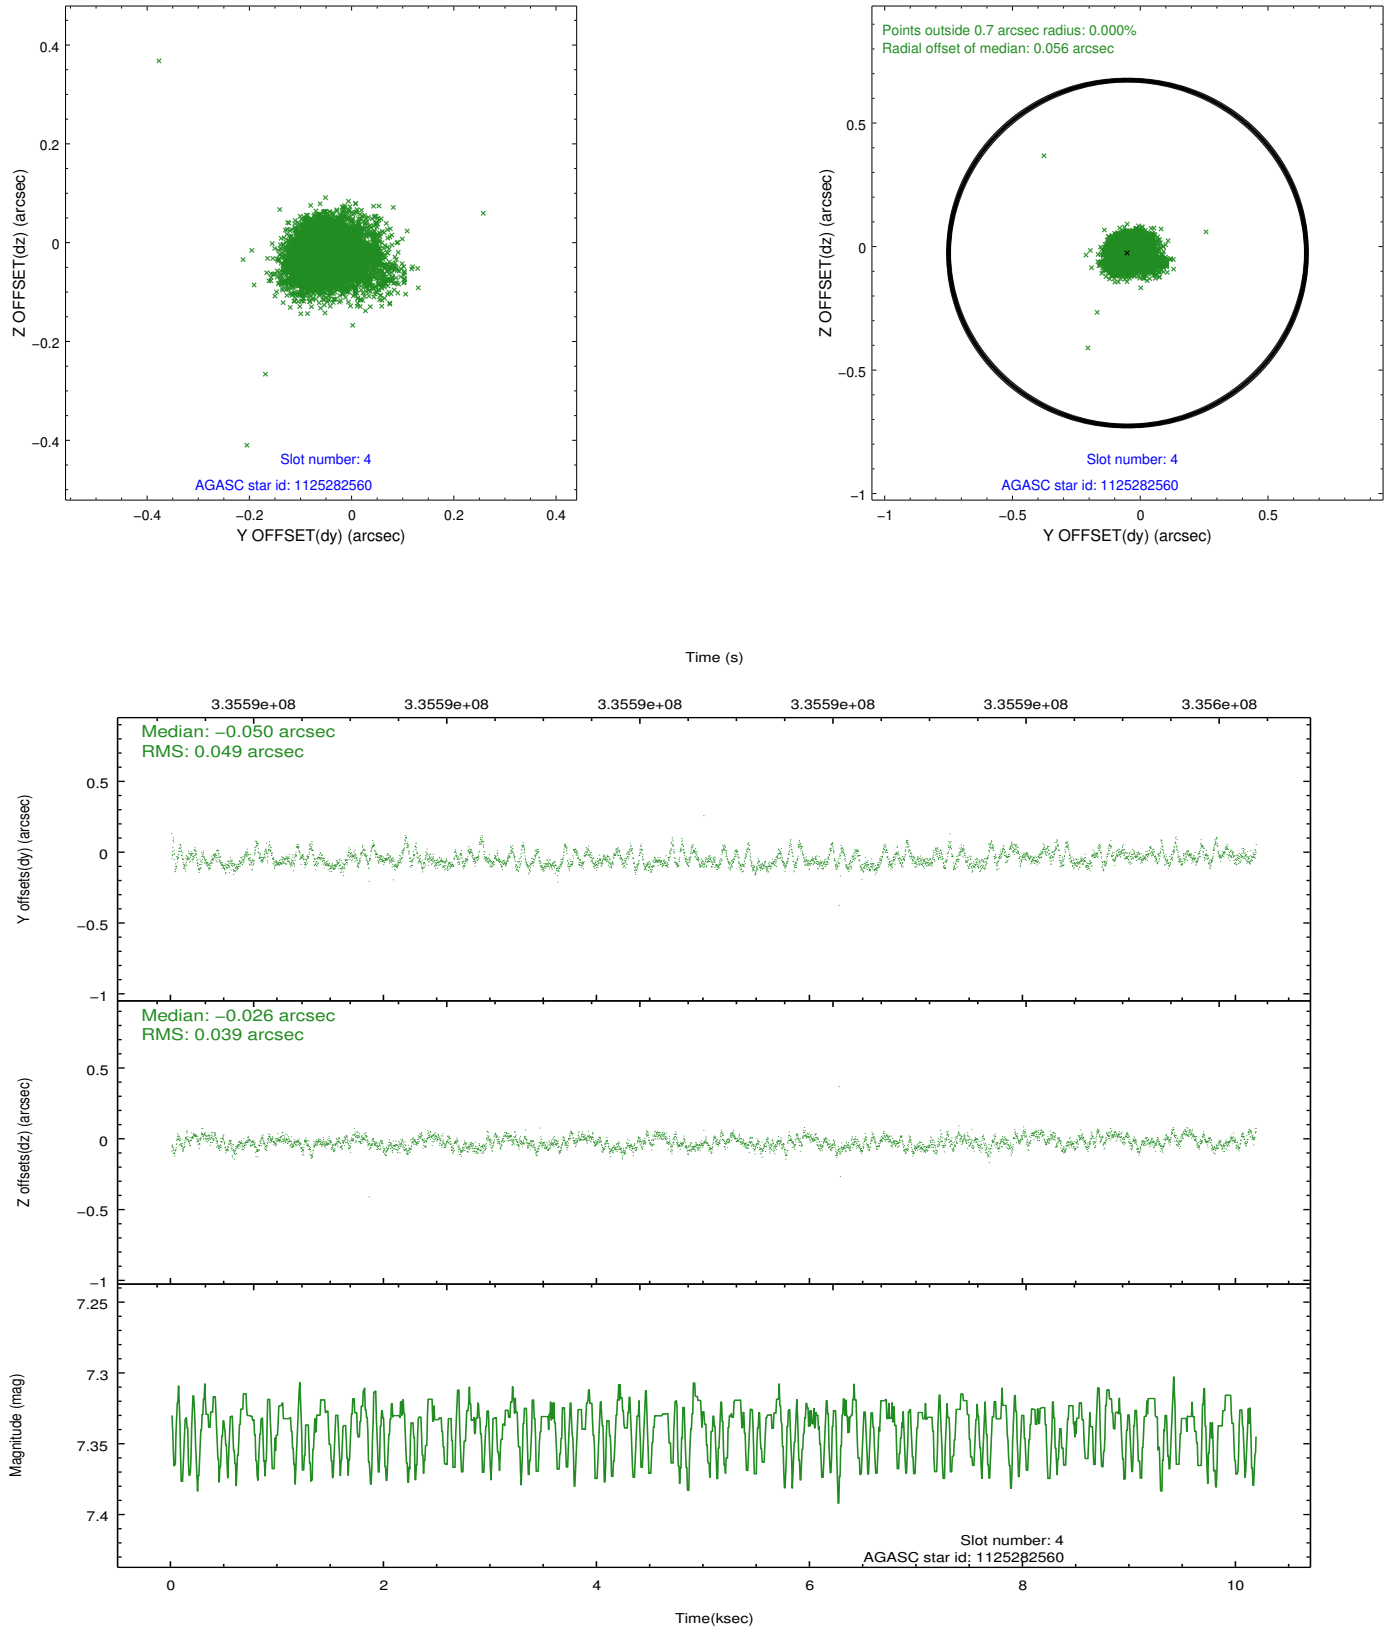 0.4
0.2
0
−0.2
−0.4
Z OFFSET(dz) (arcsec)
Slot number: 4
AGASC star id: 1125282560
−0.4 −0.2 0 0.2 0.4
Y OFFSET(dy) (arcsec)
Points outside 0.7 arcsec radius: 0.000%
Radial offset of median: 0.056 arcsec
0.5
0
−0.5
−1
Z OFFSET(dz) (arcsec)
Slot number: 4
AGASC star id: 1125282560
−1 −0.5 0 0.5
Y OFFSET(dy) (arcsec)
Time (s)
3.3559e+08 3.3559e+08 3.3559e+08 3.3559e+08 3.3559e+08 3.356e+08
Median: −0.050 arcsec
RMS: 0.049 arcsec
0.5
0
−0.5
−1
Y offsets(dy) (arcsec)
Median: −0.026 arcsec
RMS: 0.039 arcsec
0.5
0
−0.5
−1
Z offsets(dz) (arcsec)
7.25
7.3
7.35
7.4
Magnitude (mag)
Slot number: 4
AGASC star id: 1125282560
0 2 4 6 8 10
Time(ksec)